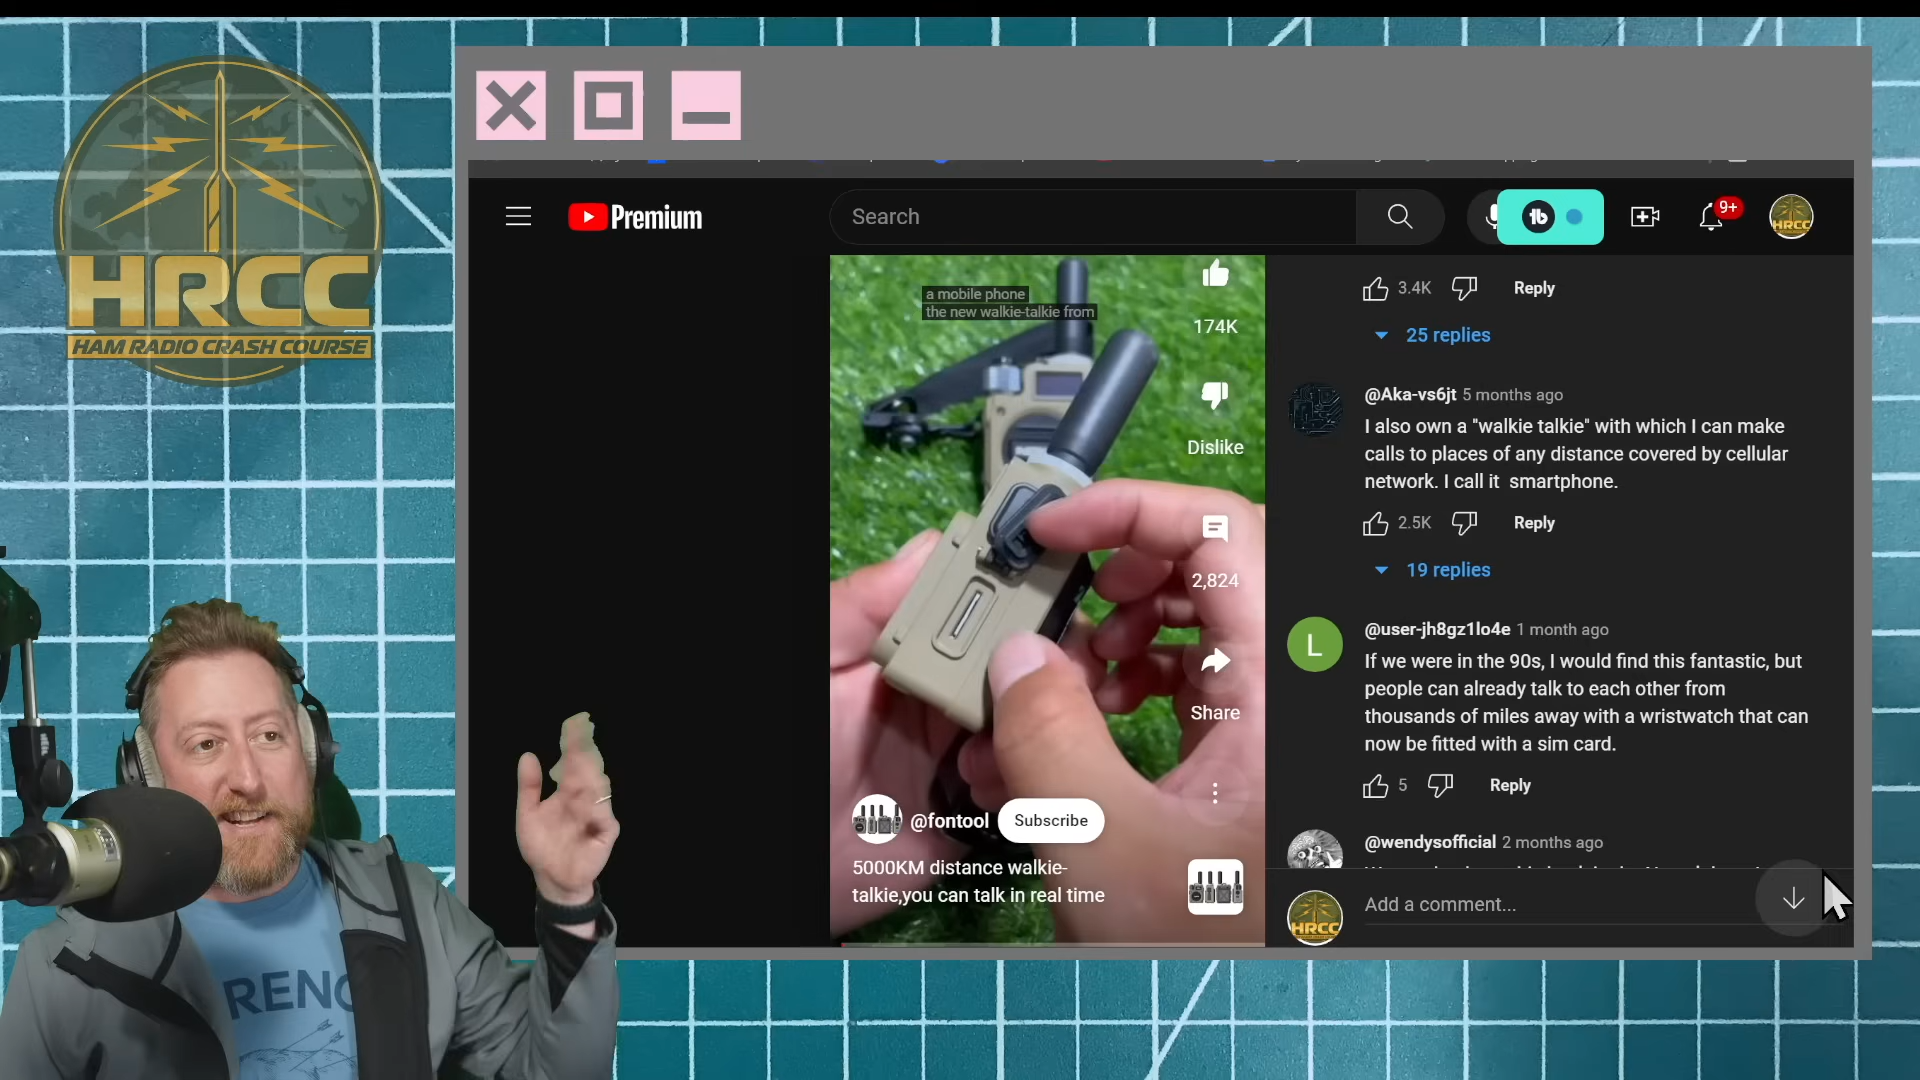 HRCC
HAM RADIO CRASH COURSE
Premium
Search
9+
HRCC
a mobile phone
the new walkie-talkie from
174K
Dislike
2,824
Share
@fontool
Subscribe
5000KM distance walkie-
talkie,you can talk in real time
3.4K
Reply
25 replies
@Aka-vs6jt 5 months ago
I also own a "walkie talkie" with which I can make
calls to places of any distance covered by cellular
network. I call it smartphone.
2.5K
Reply
19 replies
L
@user-jh8gz1lo4e 1 month ago
If we were in the 90s, I would find this fantastic, but
people can already talk to each other from
thousands of miles away with a wristwatch that can
now be fitted with a sim card.
5
Reply
@wendysofficial 2 months ago
HRCC
Add a comment...
RENO